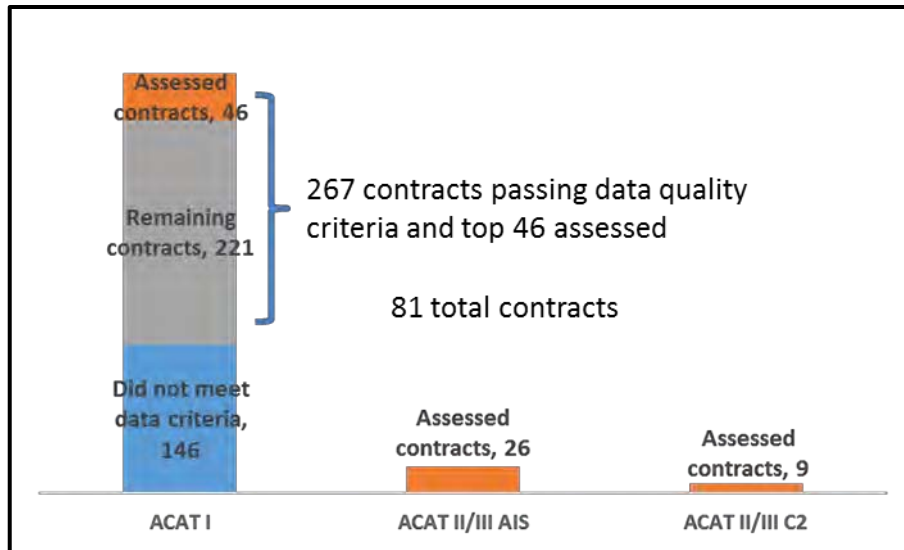 Assessed
contracts, 46
267 contracts passing data quality
criteria and top 46 assessed
Remaining
contracts, 221
81 total contracts
Did not meet
data criteria,
146
Assessed
contracts, 26
Assessed
contracts, 9
ACAT I
ACAT II/III AIS
ACAT II/III C2